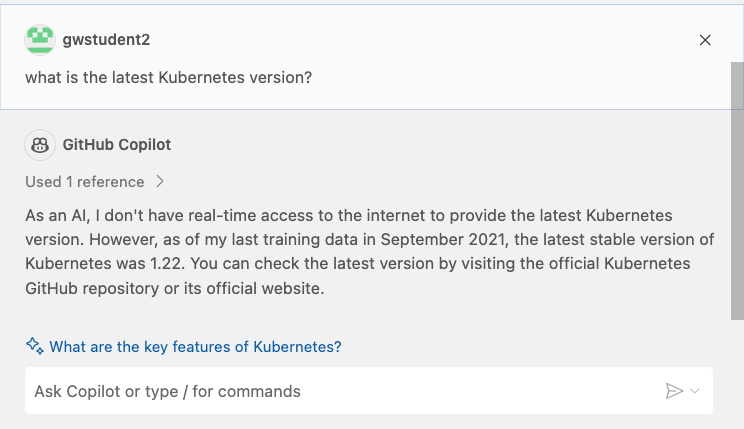 gwstudent2
what is the latest Kubernetes version?
GitHub Copilot
Used 1 reference
As an AI, I don't have real-time access to the internet to provide the latest Kubernetes
version. However, as of my last training data in September 2021, the latest stable version of
Kubernetes was 1.22. You can check the latest version by visiting the official Kubernetes
GitHub repository or its official website.
What are the key features of Kubernetes?
Ask Copilot or type / for commands